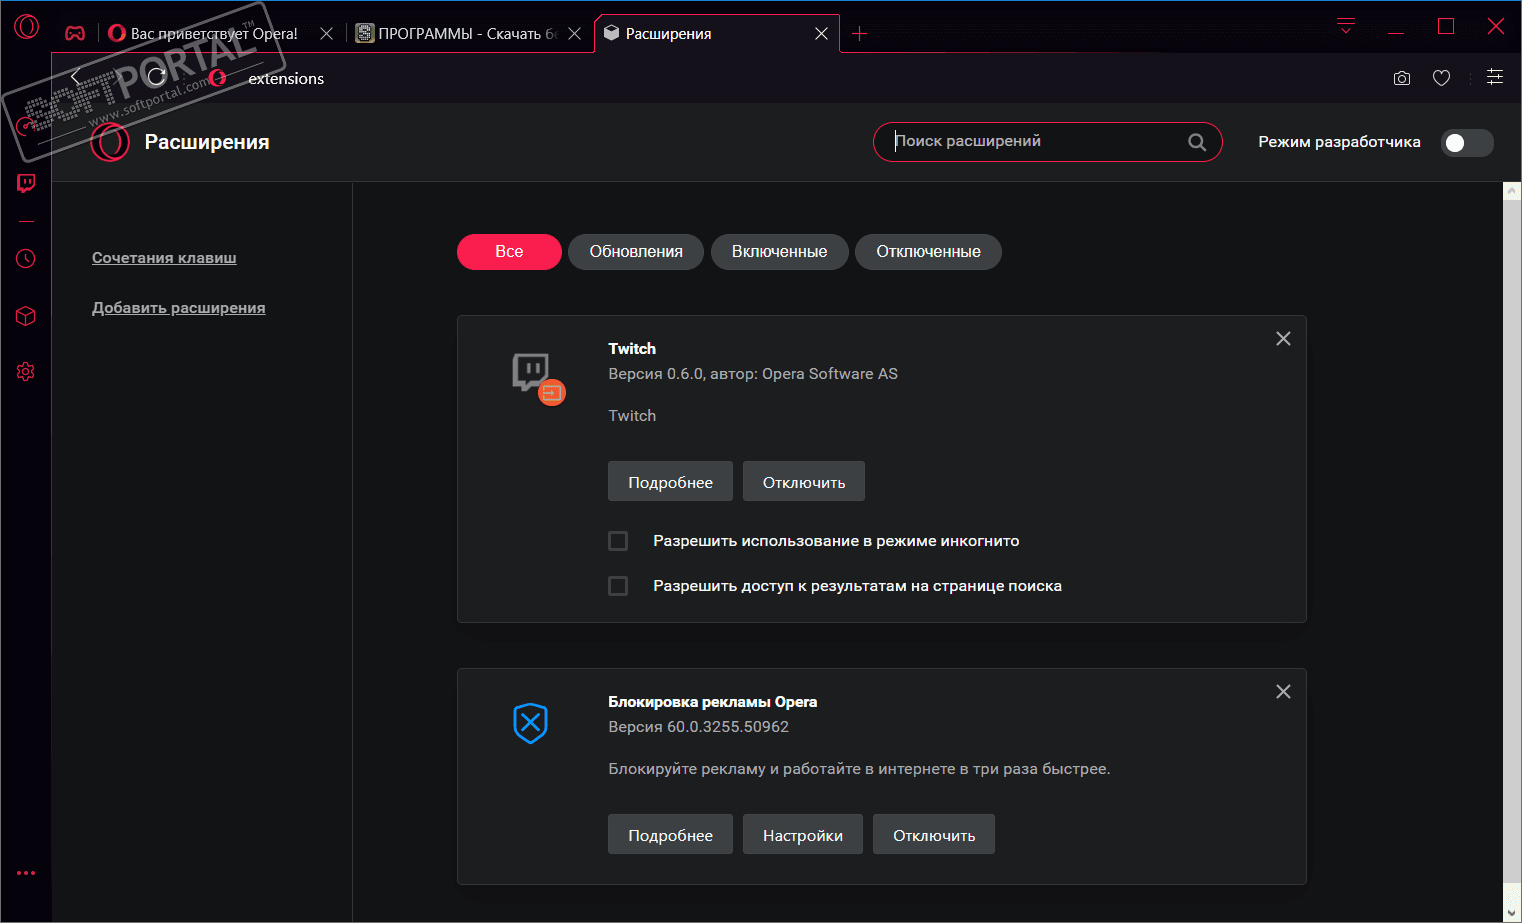 Вас приветствует Opera!
ПРОГРАММЫ - Скачать бе
Расширения
extensions
SOFTPORTAL™
www.softportal.com
Расширения
Поиск расширений
Режим разработчика
Сочетания клавиш
Добавить расширения
Все
Обновления
Включенные
Отключенные
Twitch
Версия 0.6.0, автор: Opera Software AS
Twitch
Подробнее
Отключить
Разрешить использование в режиме инкогнито
Разрешить доступ к результатам на странице поиска
Блокировка рекламы Opera
Версия 60.0.3255.50962
Блокируйте рекламу и работайте в интернете в три раза быстрее.
Подробнее
Настройки
Отключить